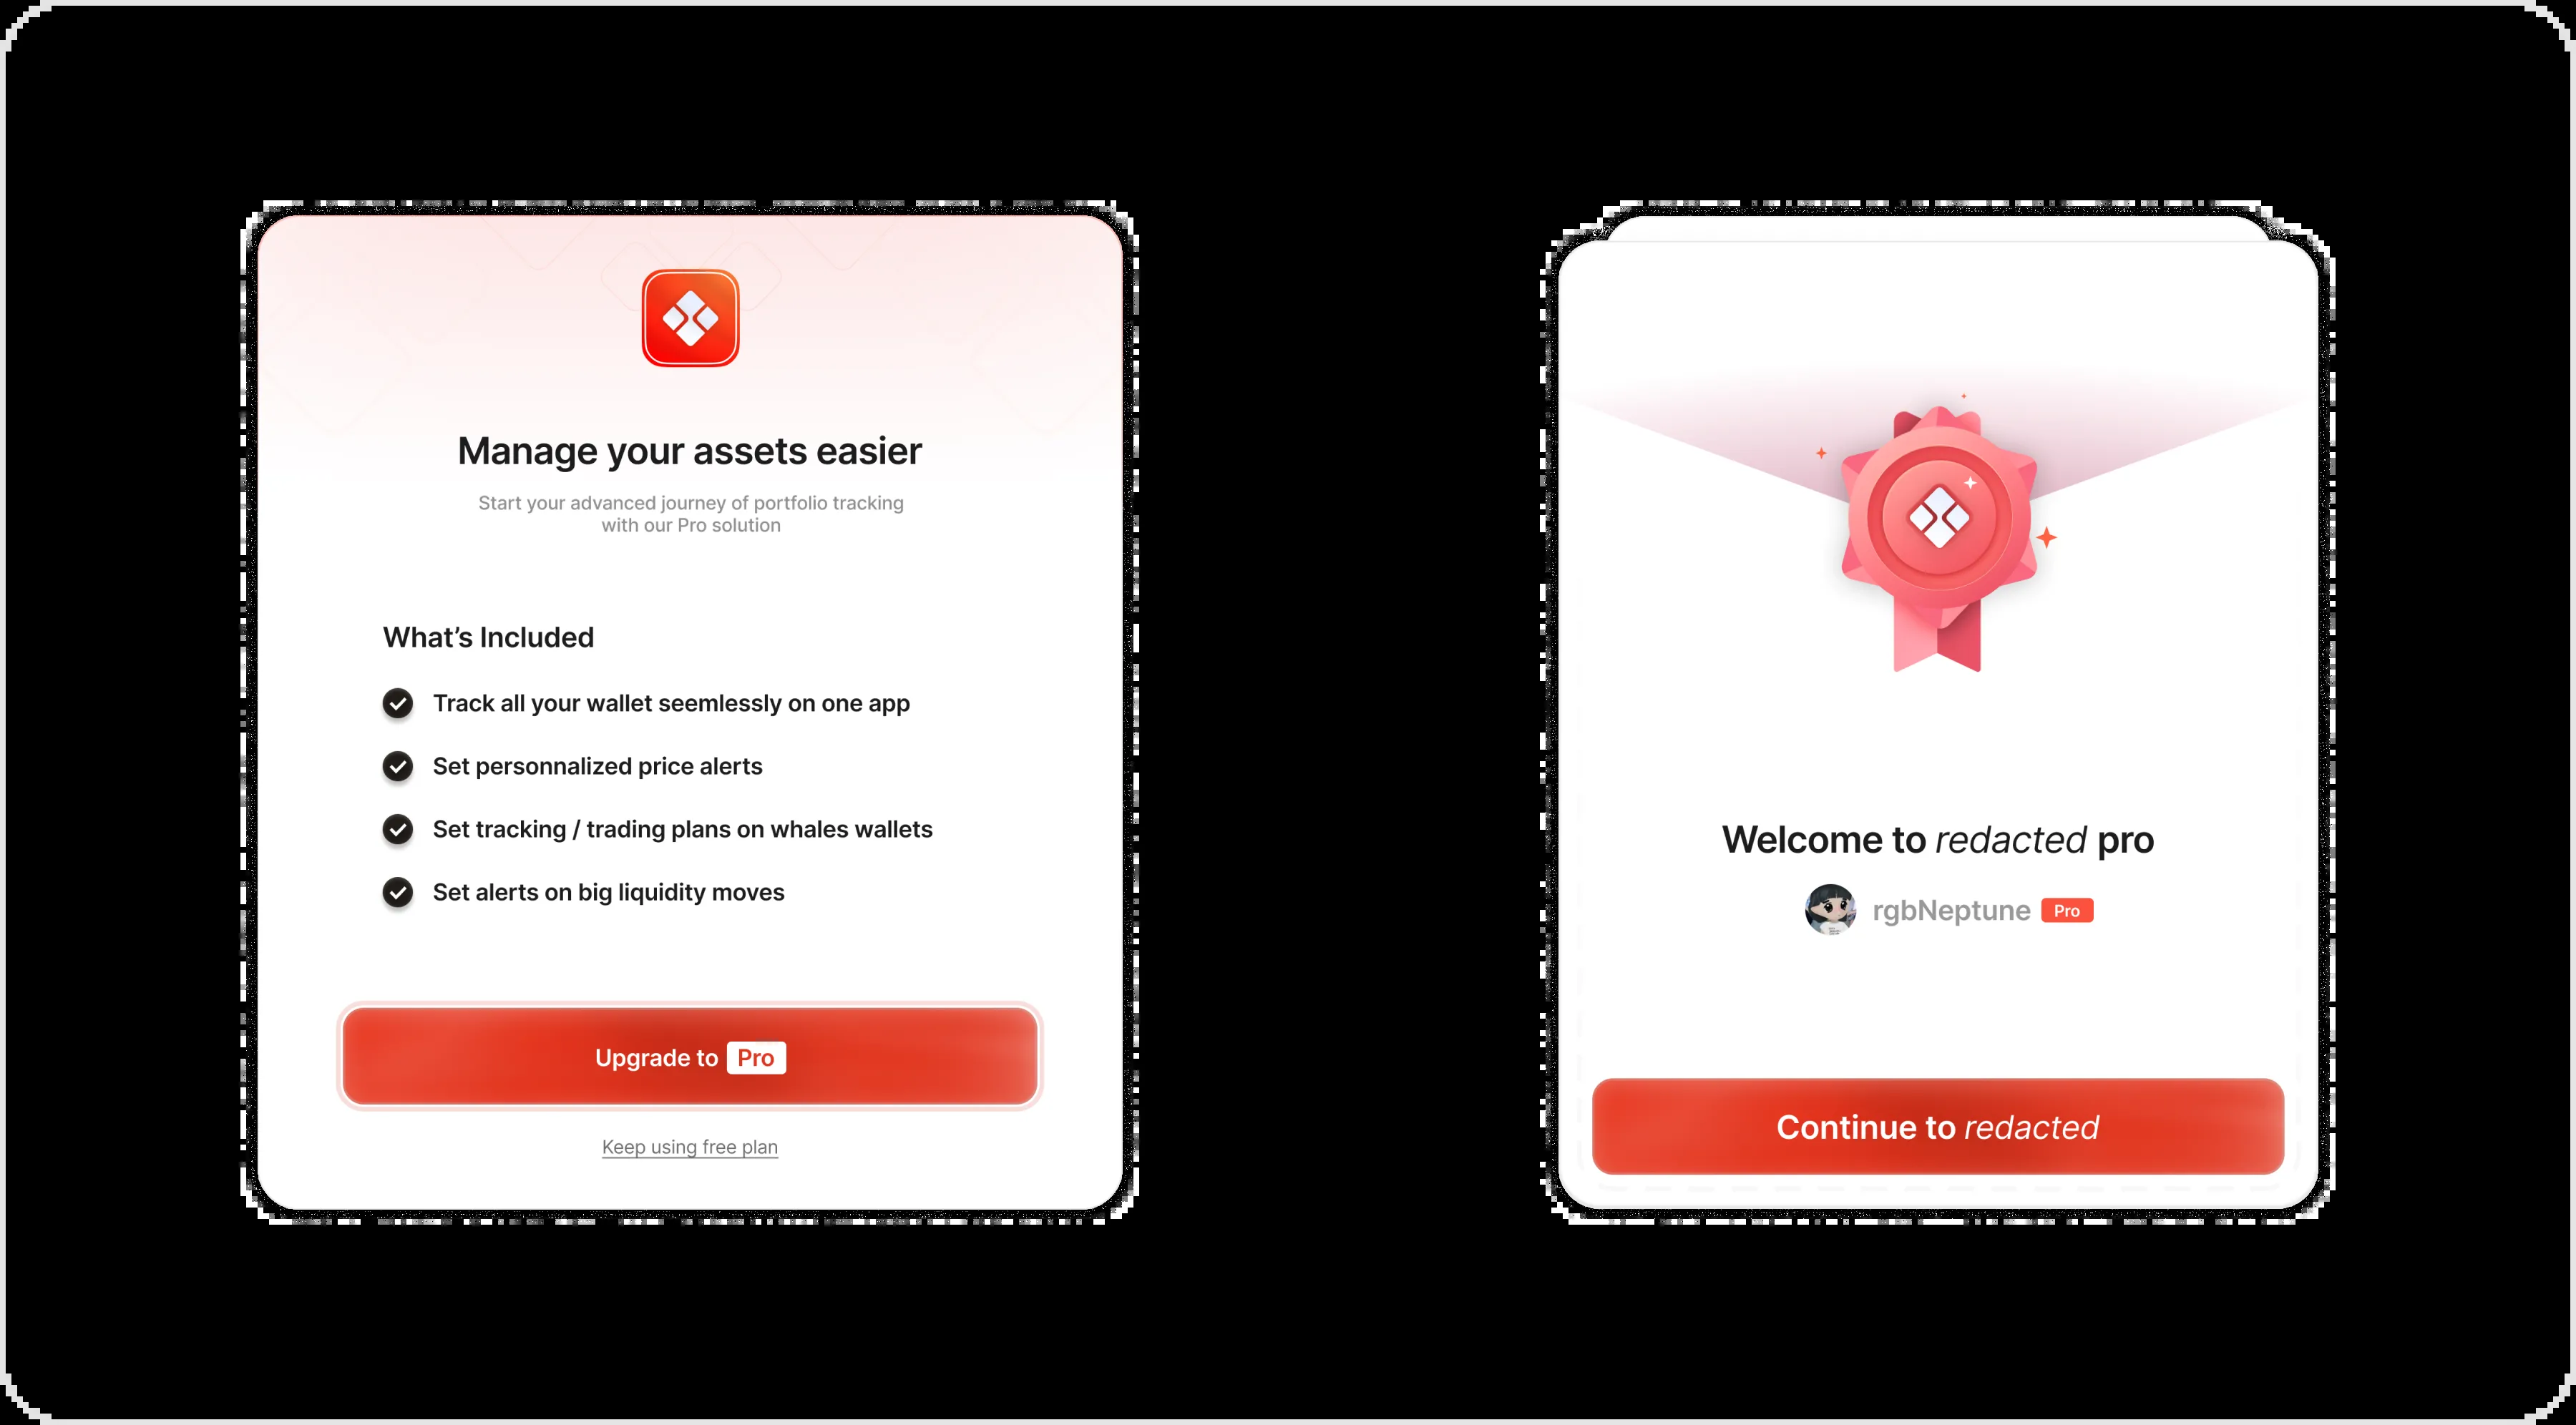 Manage your assets easier
Start your advanced journey of portfolio tracking
with our Pro solution
What’s Included
Track all your wallet seemlessly on one app
Set personnalized price alerts
Set tracking / trading plans on whales wallets
Set alerts on big liquidity moves
Upgrade to Pro
Keep using free plan
Welcome to redacted pro
rgbNeptune Pro
Continue to redacted